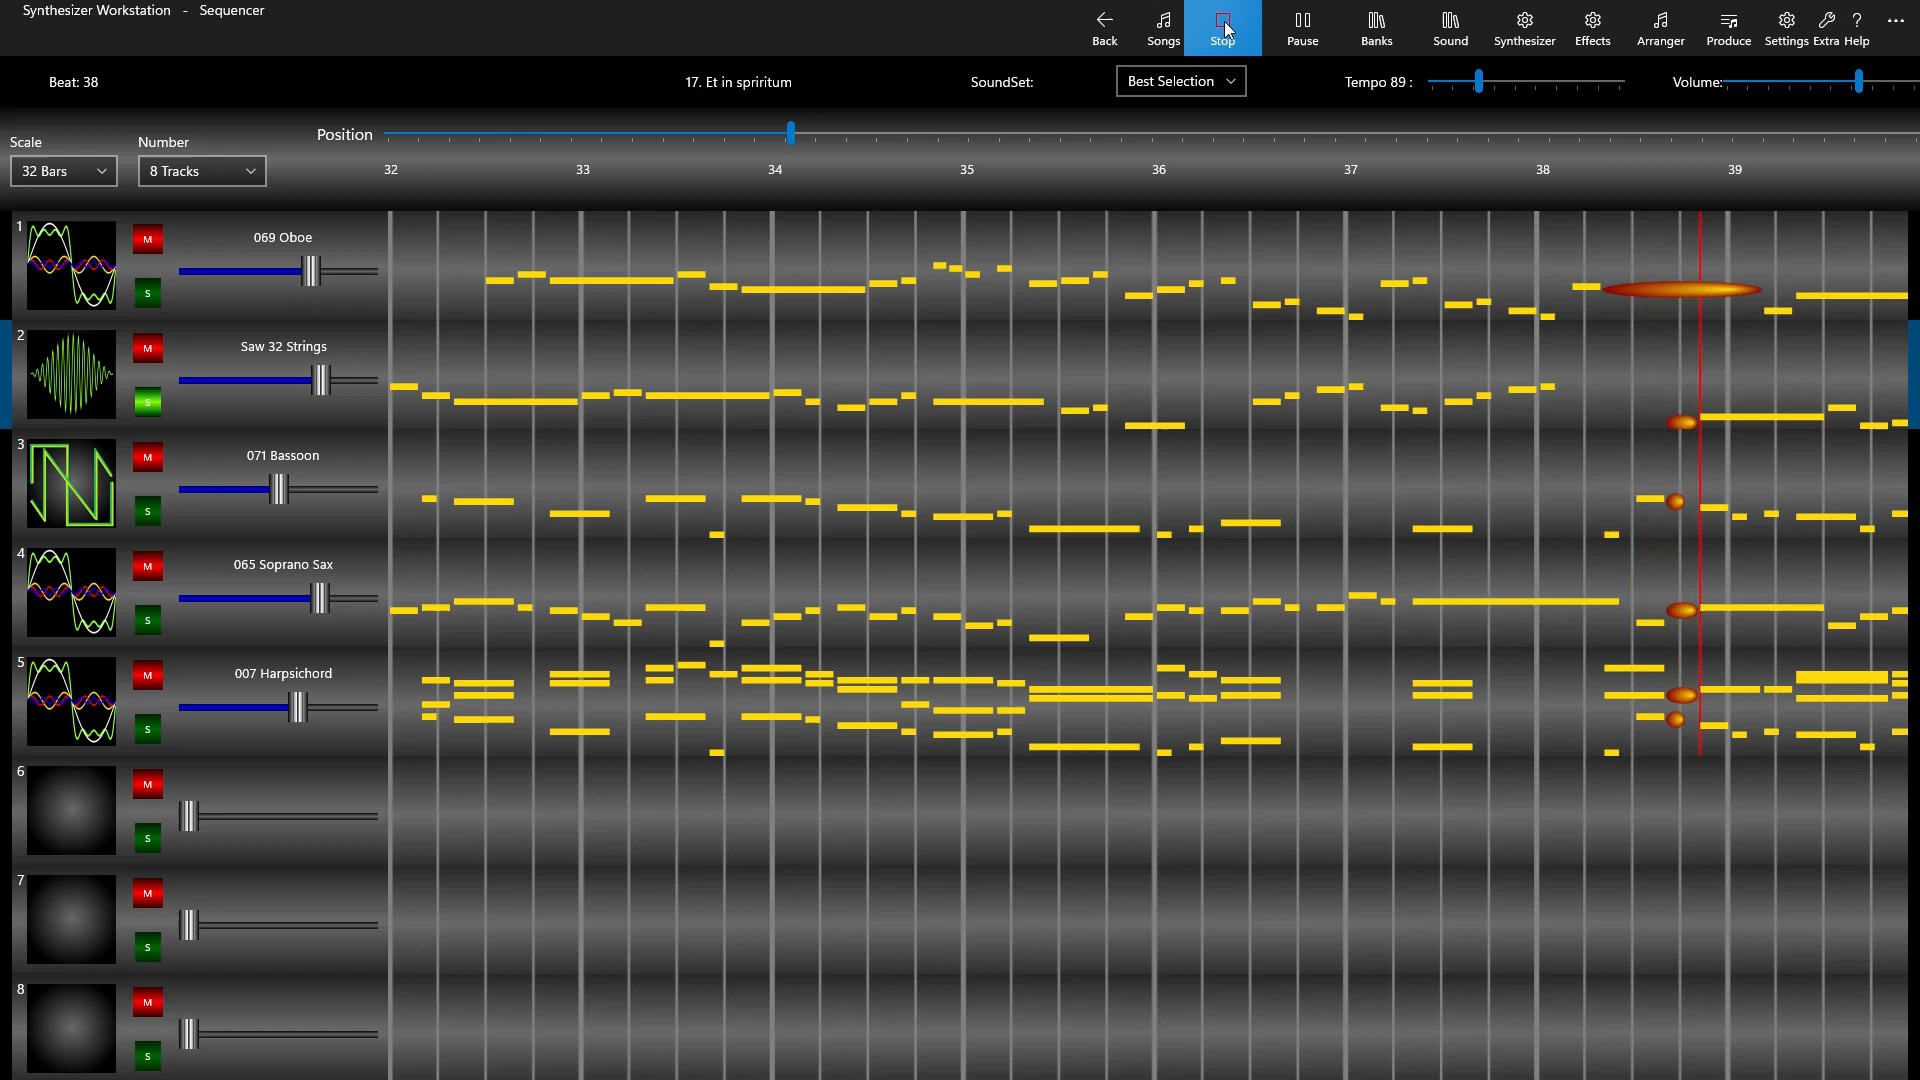 Synthesizer Workstation - Sequencer
Back Songs Stop Pause Banks Sound Synthesizer Effects Arranger Produce Settings Extra Help
Beat: 38 17. Et in spriritum SoundSet: Best Selection Tempo 89 : Volume:
Scale Number Position
32 Bars 8 Tracks 32 33 34 35 36 37 38 39
1 M 069 Oboe
S
2 M Saw 32 Strings
S
3 M 071 Bassoon
S
4 M 065 Soprano Sax
S
5 M 007 Harpsichord
S
6 M
S
7 M
S
8 M
S